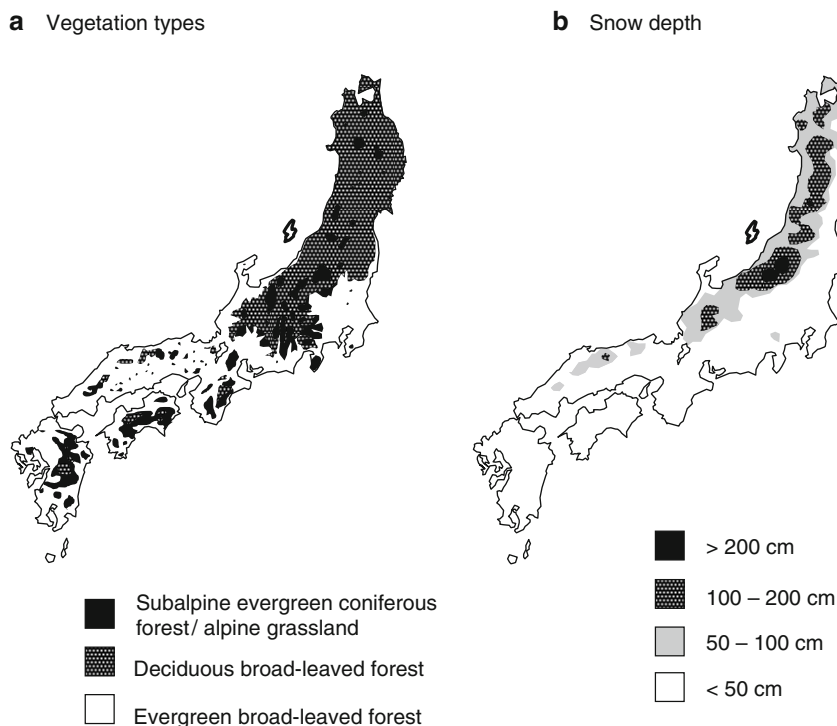 a Vegetation types
b Snow depth
Subalpine evergreen coniferous
forest/ alpine grassland
Deciduous broad-leaved forest
Evergreen broad-leaved forest
> 200 cm
100 – 200 cm
50 – 100 cm
< 50 cm